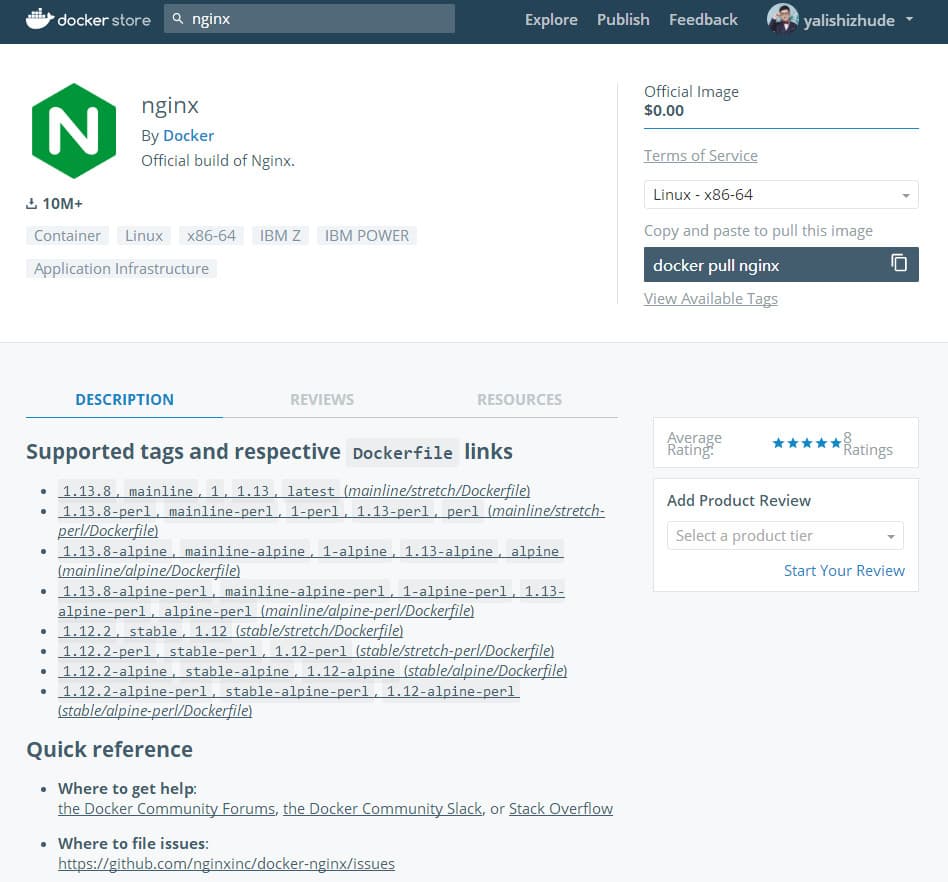 docker store
nginx
Explore Publish Feedback yalishizhude
N
nginx
By Docker
Official build of Nginx.
10M+
Container Linux x86-64 IBM Z IBM POWER
Application Infrastructure
Official Image
$0.00
Terms of Service
Linux - x86-64
Copy and paste to pull this image
docker pull nginx
View Available Tags
DESCRIPTION REVIEWS RESOURCES
Supported tags and respective Dockerfile links
• 1.13.8, mainline, 1, 1.13, latest (mainline/stretch/Dockerfile)
• 1.13.8-perl, mainline-perl, 1-perl, 1.13-perl, perl (mainline/stretch-
perl/Dockerfile)
• 1.13.8-alpine, mainline-alpine, 1-alpine, 1.13-alpine, alpine
(mainline/alpine/Dockerfile)
• 1.13.8-alpine-perl, mainline-alpine-perl, 1-alpine-perl, 1.13-
alpine-perl, alpine-perl (mainline/alpine-perl/Dockerfile)
• 1.12.2, stable, 1.12 (stable/stretch/Dockerfile)
• 1.12.2-perl, stable-perl, 1.12-perl (stable/stretch-perl/Dockerfile)
• 1.12.2-alpine, stable-alpine, 1.12-alpine (stable/alpine/Dockerfile)
• 1.12.2-alpine-perl, stable-alpine-perl, 1.12-alpine-perl
(stable/alpine-perl/Dockerfile)
Quick reference
• Where to get help:
the Docker Community Forums, the Docker Community Slack, or Stack Overflow
• Where to file issues:
https://github.com/nginxinc/docker-nginx/issues
Average
Rating:
8
Ratings
Add Product Review
Select a product tier
Start Your Review